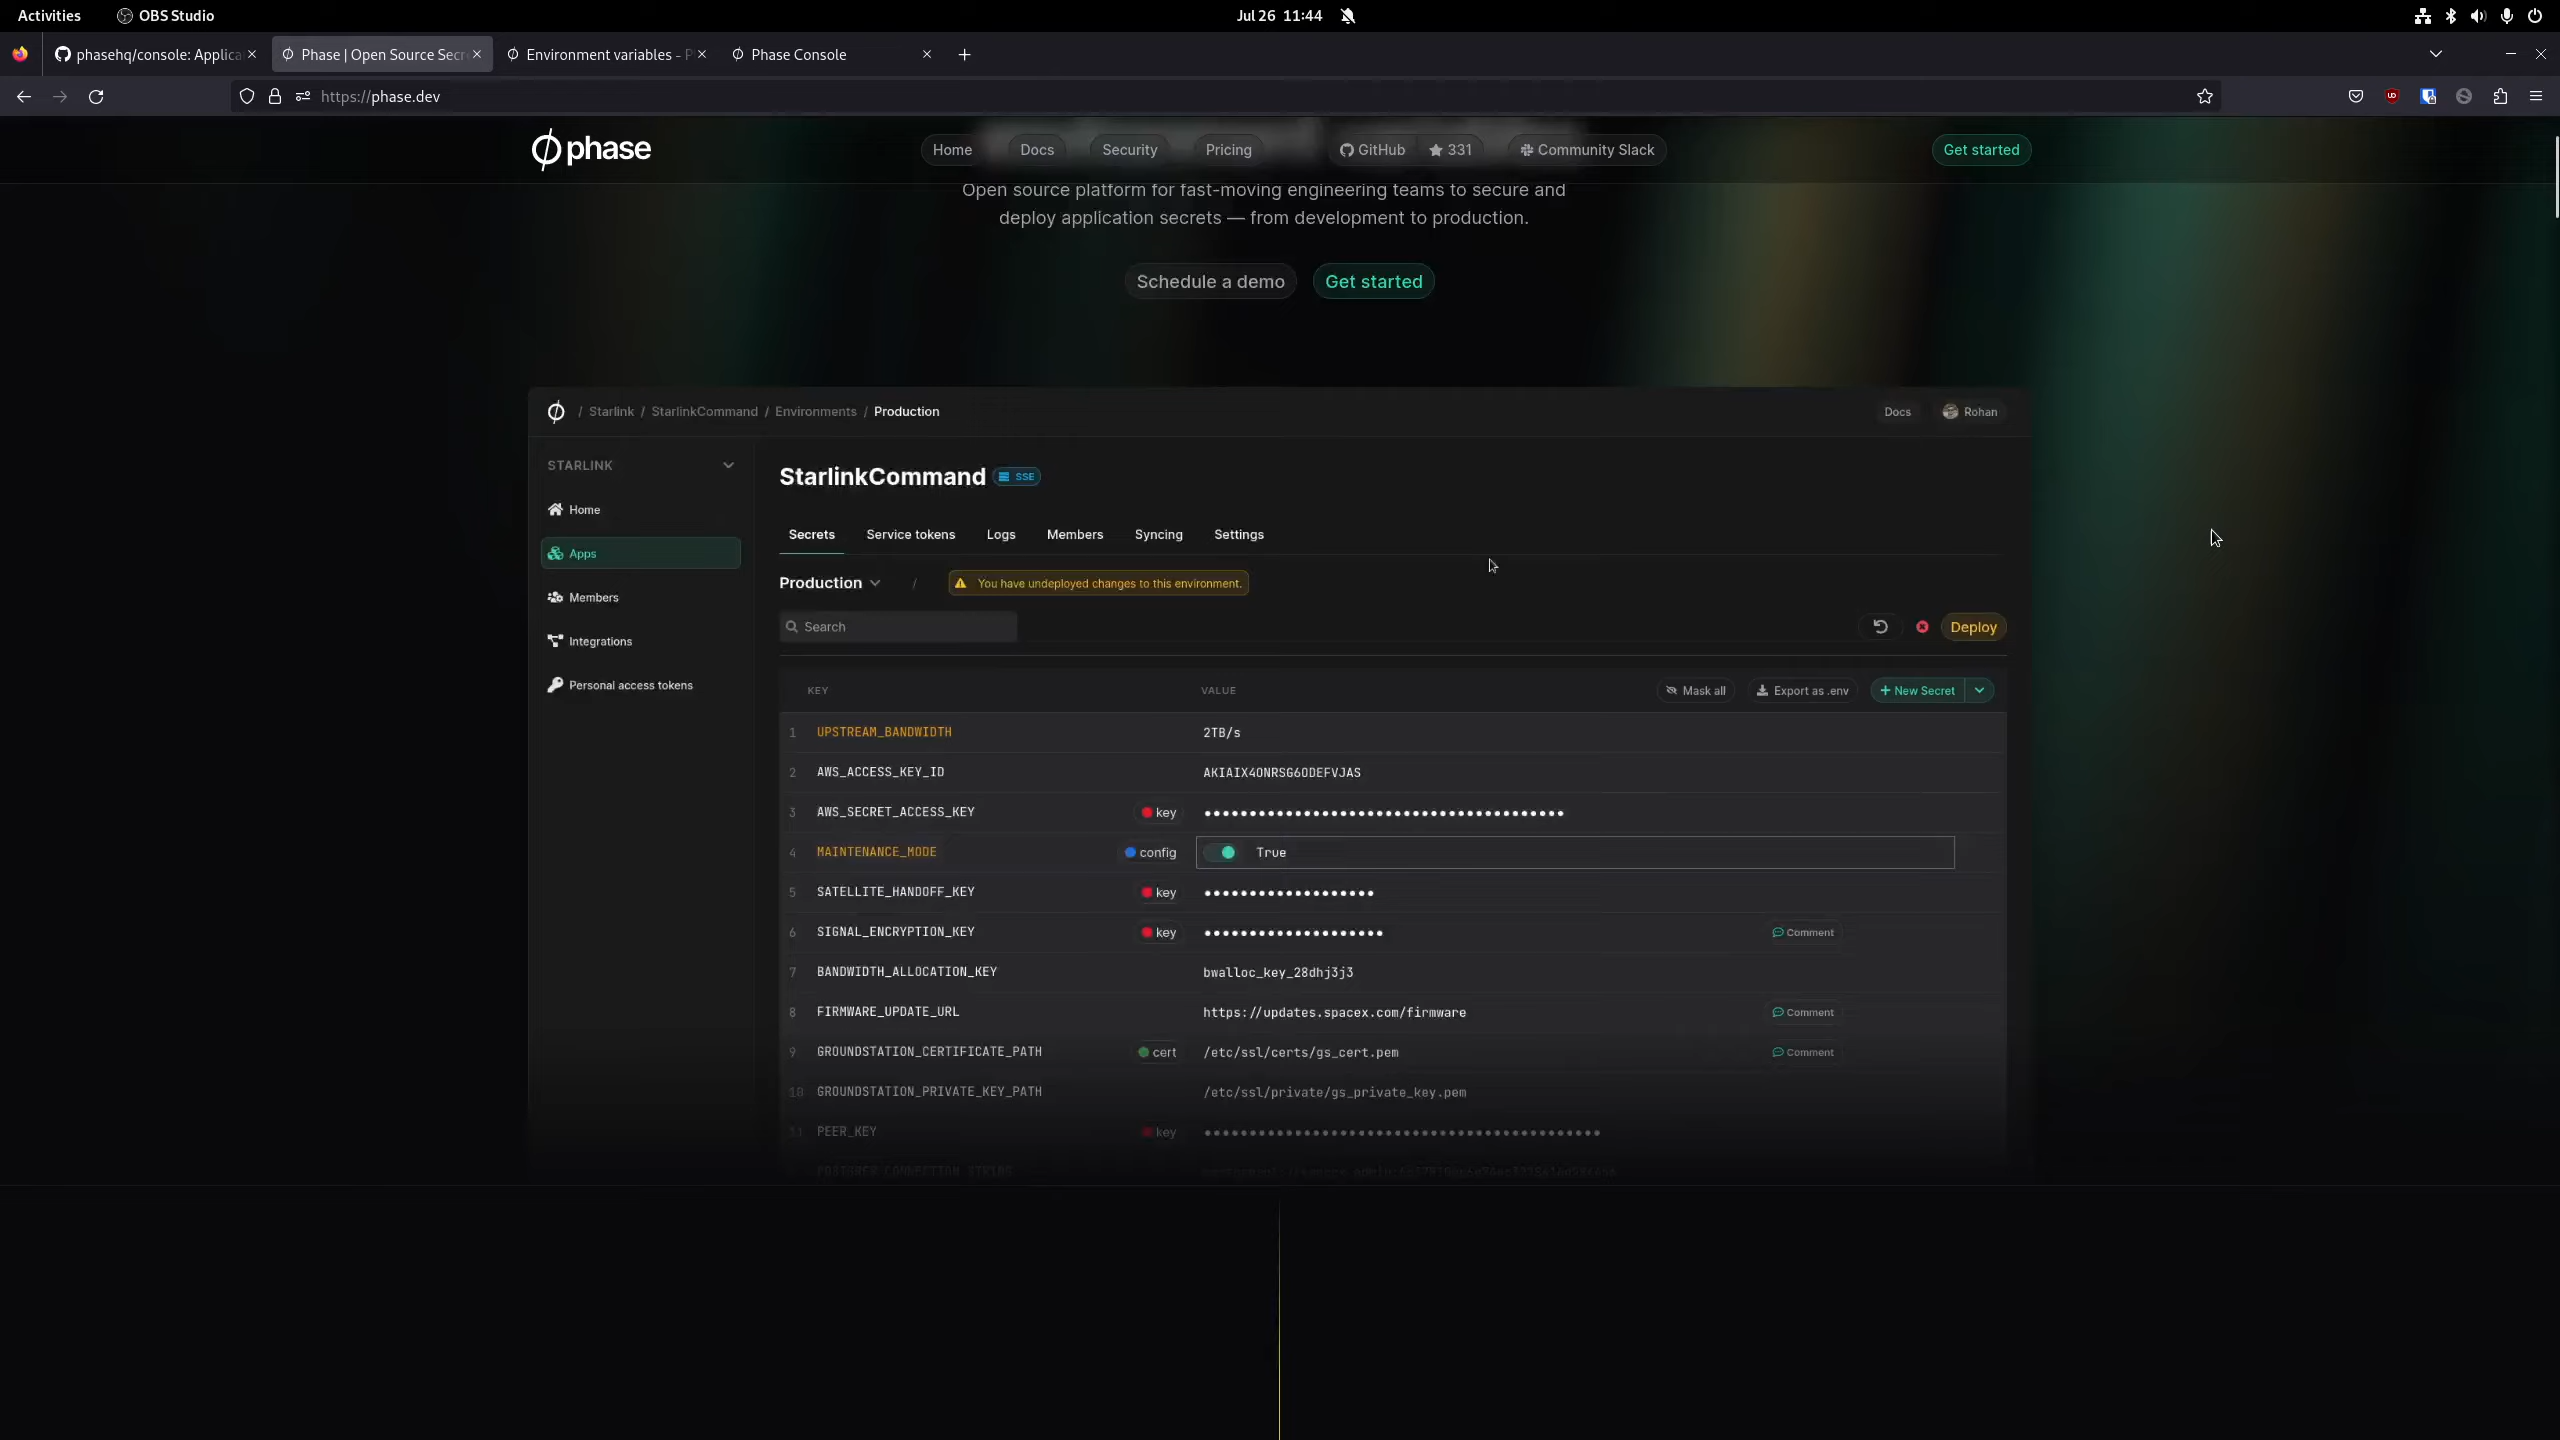 Activities OBS Studio Jul 26 11:44
phasehq/console: Applica Phase | Open Source Secr Environment variables - P Phase Console
https://phase.dev
phase Home Docs Security Pricing GitHub 331 Community Slack Get started
Open source platform for fast-moving engineering teams to secure and
deploy application secrets — from development to production.
Schedule a demo Get started
/ Starlink / StarlinkCommand / Environments / Production Docs Rohan
STARLINK
Home
Apps
Members
Integrations
Personal access tokens
StarlinkCommand SSE
Secrets Service tokens Logs Members Syncing Settings
Production / You have undeployed changes to this environment.
Search Deploy
KEY VALUE Mask all Export as .env + New Secret
1 UPSTREAM_BANDWIDTH 2TB/s
2 AWS_ACCESS_KEY_ID AKIAIX4ONRSG6ODEFVJAS
3 AWS_SECRET_ACCESS_KEY key ••••••••••••••••••••••••••••••••••••••••
4 MAINTENANCE_MODE config True
5 SATELLITE_HANDOFF_KEY key •••••••••••••••••••
6 SIGNAL_ENCRYPTION_KEY key •••••••••••••••••••• Comment
7 BANDWIDTH_ALLOCATION_KEY bwalloc_key_28dhj3j3
8 FIRMWARE_UPDATE_URL https://updates.spacex.com/firmware Comment
9 GROUNDSTATION_CERTIFICATE_PATH cert /etc/ssl/certs/gs_cert.pem Comment
10 GROUNDSTATION_PRIVATE_KEY_PATH /etc/ssl/private/gs_private_key.pem
11 PEER_KEY key ••••••••••••••••••••••••••••••••••••••••••••